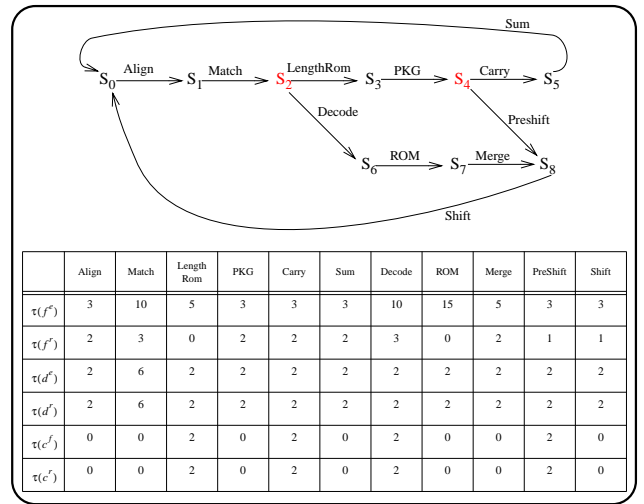 Sum
Align Match LengthRom PKG Carry
S0 S1 S2 S3 S4 S5
Decode Preshift
ROM Merge
S6 S7 S8
Shift
Align Match Length Rom PKG Carry Sum Decode ROM Merge PreShift Shift
τ(f^e) 3 10 5 3 3 3 10 15 5 3 3
τ(f^r) 2 3 0 2 2 2 3 0 2 1 1
τ(d^e) 2 6 2 2 2 2 2 2 2 2 2
τ(d^r) 2 6 2 2 2 2 2 2 2 2 2
τ(c^f) 0 0 2 0 2 0 2 0 0 2 0
τ(c^r) 0 0 2 0 2 0 2 0 0 2 0